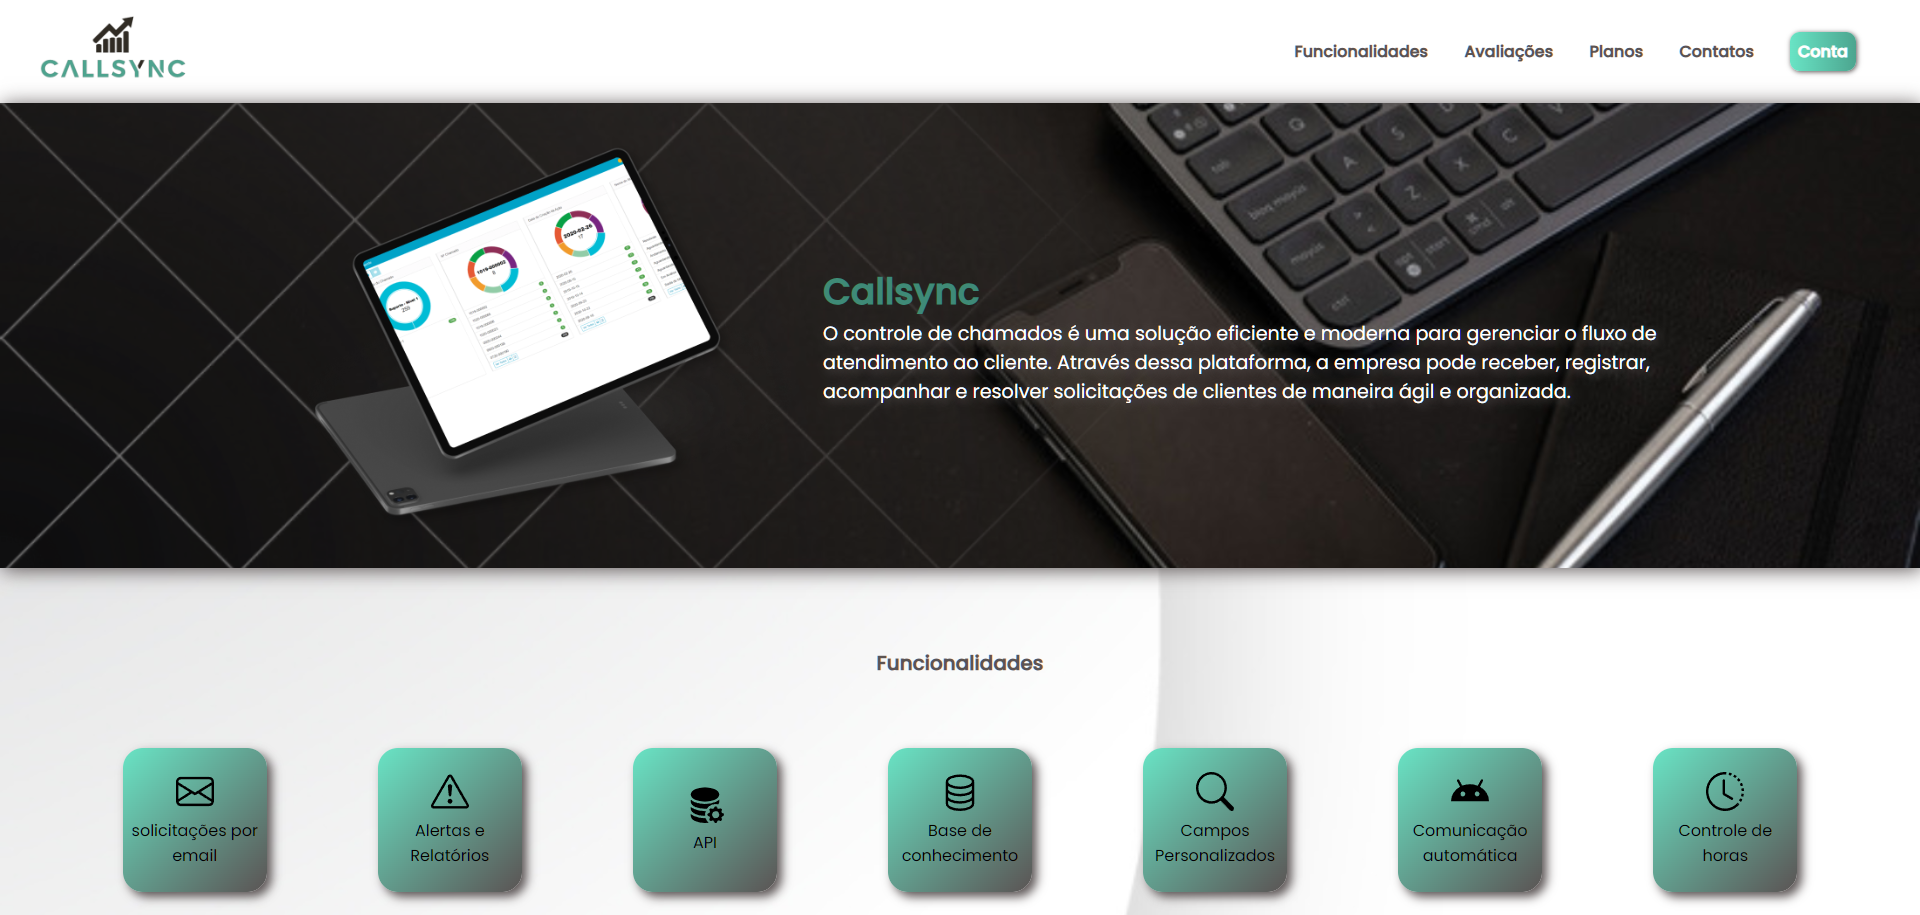 CALLSYNC
Funcionalidades
Avaliações
Planos
Contatos
Conta
Callsync
O controle de chamados é uma solução eficiente e moderna para gerenciar o fluxo de
atendimento ao cliente. Através dessa plataforma, a empresa pode receber, registrar,
acompanhar e resolver solicitações de clientes de maneira ágil e organizada.
Funcionalidades
solicitações por
email
Alertas e
Relatórios
API
Base de
conhecimento
Campos
Personalizados
Comunicação
automática
Controle de
horas